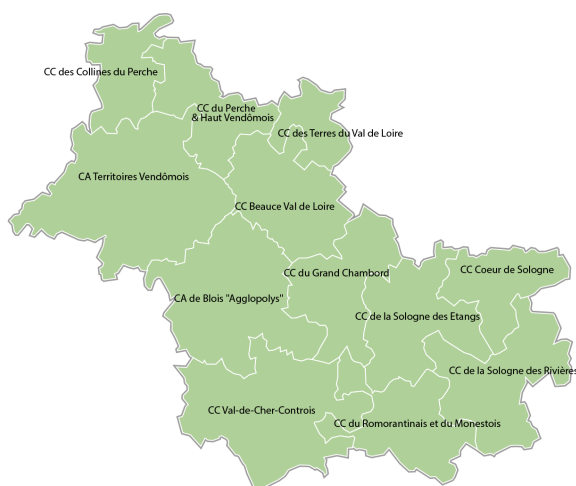 CC des Collines du Perche
CC du Perche
& Haut Vendômois
CC des Terres du Val de Loire
CA Territoires Vendômois
CC Beauce Val de Loire
CC du Grand Chambord
CC Coeur de Sologne
CA de Blois "Agglopolys"
CC de la Sologne des Etangs
CC de la Sologne des Rivières
CC Val-de-Cher-Controis
CC du Romorantinais et du Monestois